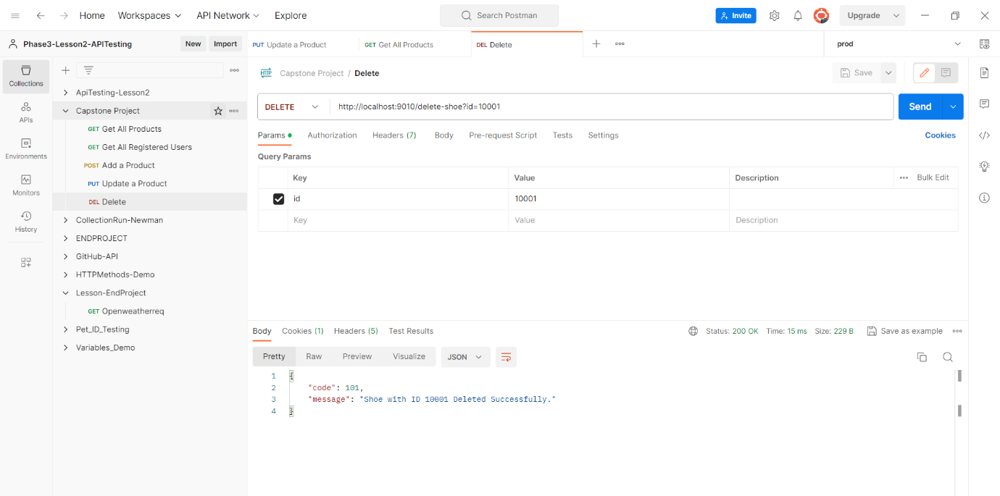 Home Workspaces API Network Explore Search Postman Invite Upgrade
Phase3-Lesson2-APITesting New Import PUT Update a Product GET Get All Products DEL Delete prod
Collections
APIs
Environments
Monitors
History
ApiTesting-Lesson2
Capstone Project
GET Get All Products
GET Get All Registered Users
POST Add a Product
PUT Update a Product
DEL Delete
CollectionRun-Newman
ENDPROJECT
GitHub-API
HTTPMethods-Demo
Lesson-EndProject
GET Openweatherreq
Pet_ID_Testing
Variables_Demo
HTTP Capstone Project / Delete Save
DELETE http://localhost:9010/delete-shoe?id=10001 Send
Params Authorization Headers (7) Body Pre-request Script Tests Settings Cookies
Query Params
Key Value Description Bulk Edit
id 10001
Key Value Description
Body Cookies (1) Headers (5) Test Results Status: 200 OK Time: 15 ms Size: 229 B Save as example
Pretty Raw Preview Visualize JSON
1 {
2 "code": 101,
3 "message": "Shoe with ID 10001 Deleted Successfully."
4 }